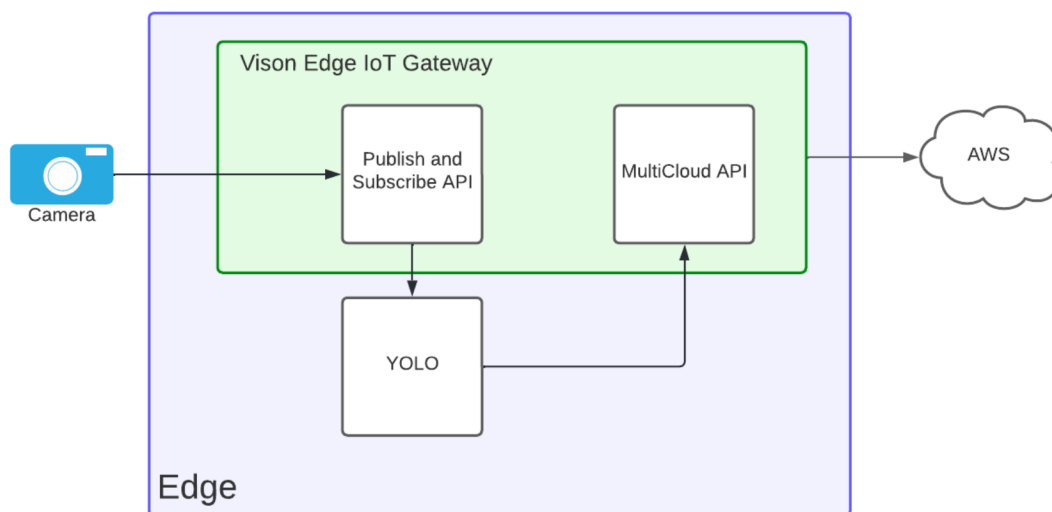 Vison Edge IoT Gateway
Publish and
Subscribe API
MultiCloud API
AWS
Camera
YOLO
Edge